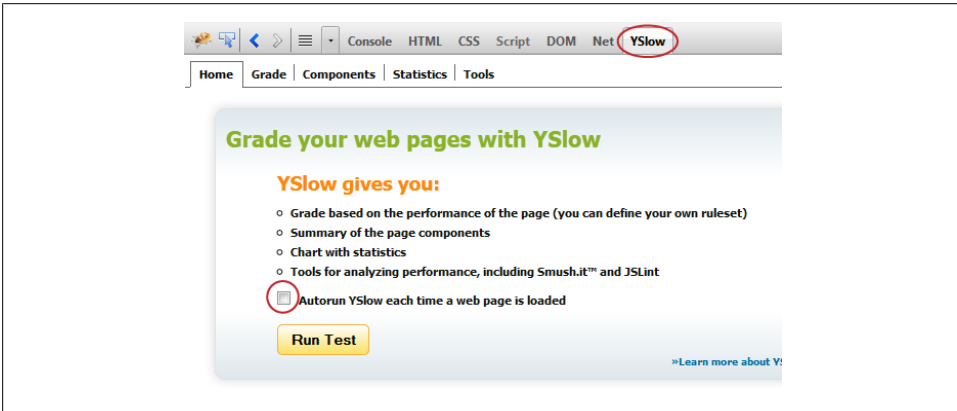 Console HTML CSS Script DOM Net YSlow
Home Grade Components Statistics Tools
Grade your web pages with YSlow
YSlow gives you:
Grade based on the performance of the page (you can define your own ruleset)
Summary of the page components
Chart with statistics
Tools for analyzing performance, including Smush.it™ and JSLint
Autorun YSlow each time a web page is loaded
Run Test
»Learn more about